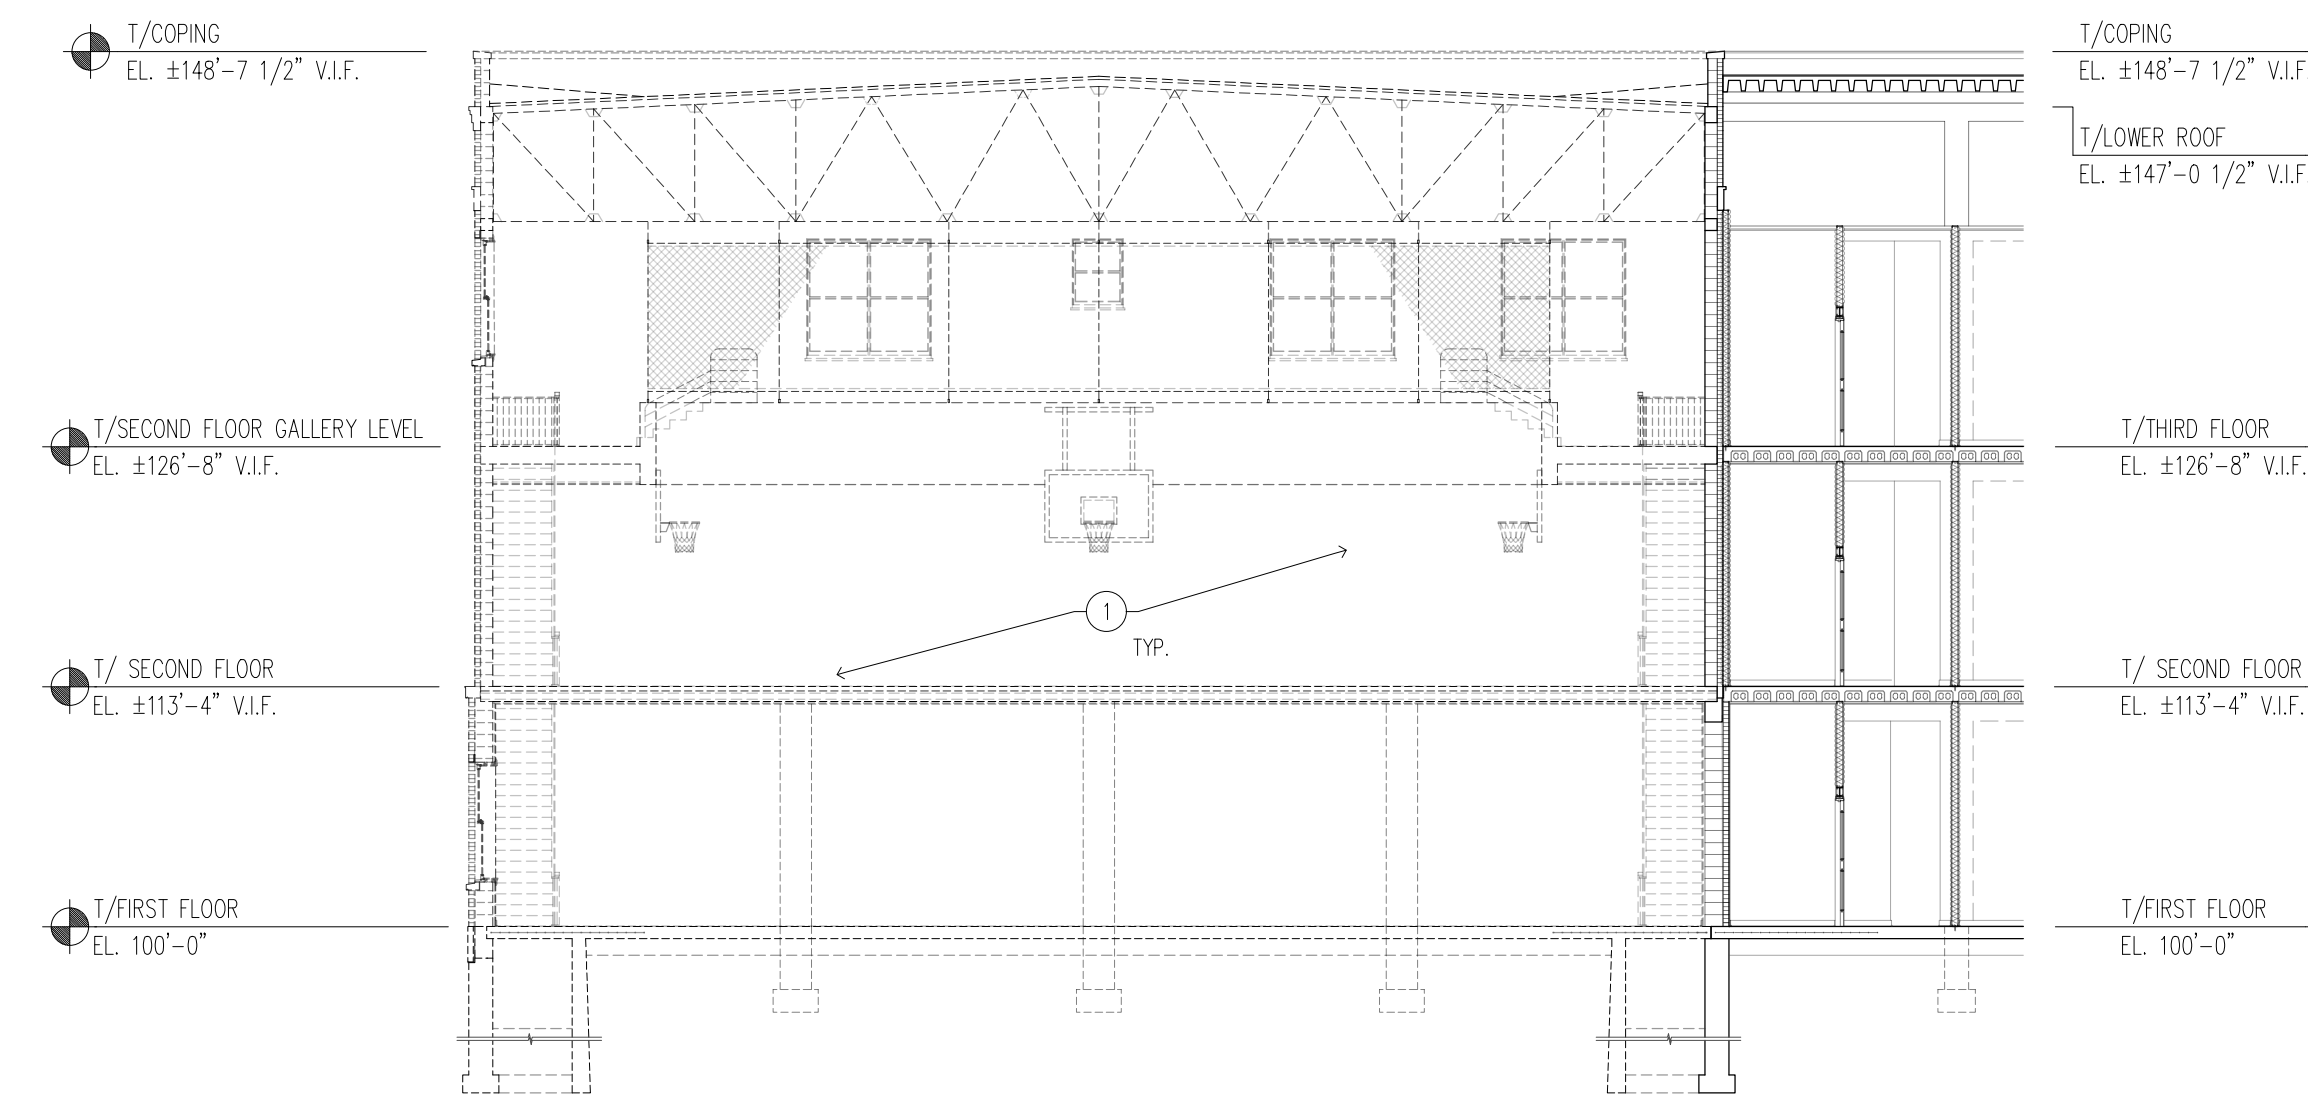 T/COPING
EL. ±148'-7 1/2" V.I.F.
T/COPING
EL. ±148'-7 1/2" V.I.F.
T/LOWER ROOF
EL. ±147'-0 1/2" V.I.F.
T/SECOND FLOOR GALLERY LEVEL
EL. ±126'-8" V.I.F.
T/THIRD FLOOR
EL. ±126'-8" V.I.F.
1
TYP.
T/ SECOND FLOOR
EL. ±113'-4" V.I.F.
T/ SECOND FLOOR
EL. ±113'-4" V.I.F.
T/FIRST FLOOR
EL. 100'-0"
T/FIRST FLOOR
EL. 100'-0"